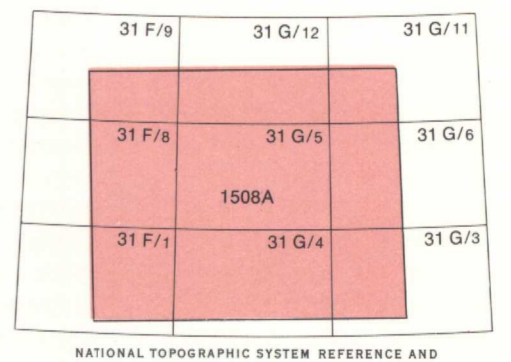 31 F/9 31 G/12 31 G/11
31 F/8 31 G/5 31 G/6
1508A
31 F/1 31 G/4 31 G/3
NATIONAL TOPOGRAPHIC SYSTEM REFERENCE AND